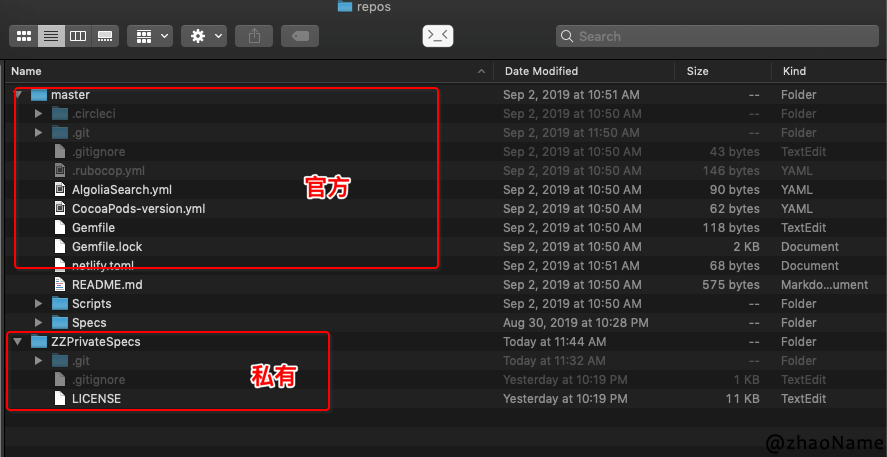 repos
>_<
Search
Name Date Modified Size Kind
master Sep 2, 2019 at 10:51 AM -- Folder
.circleci Sep 2, 2019 at 10:50 AM -- Folder
.git Sep 2, 2019 at 11:50 AM -- Folder
.gitignore Sep 2, 2019 at 10:50 AM 43 bytes TextEdit
.rubocop.yml Sep 2, 2019 at 10:50 AM 146 bytes YAML
官方
AlgoliaSearch.yml Sep 2, 2019 at 10:50 AM 90 bytes YAML
CocoaPods-version.yml Sep 2, 2019 at 10:50 AM 62 bytes YAML
Gemfile Sep 2, 2019 at 10:50 AM 118 bytes TextEdit
Gemfile.lock Sep 2, 2019 at 10:50 AM 2 KB Document
netlify.toml Sep 2, 2019 at 10:51 AM 68 bytes Document
README.md Sep 2, 2019 at 10:50 AM 575 bytes Markdo...ument
Scripts Sep 2, 2019 at 10:50 AM -- Folder
Specs Aug 30, 2019 at 10:28 PM -- Folder
ZZPrivateSpecs Today at 11:44 AM -- Folder
.git Today at 11:32 AM -- Folder
私有
.gitignore Yesterday at 10:19 PM 1 KB TextEdit
LICENSE Yesterday at 10:19 PM 11 KB TextEdit
@zhaoName